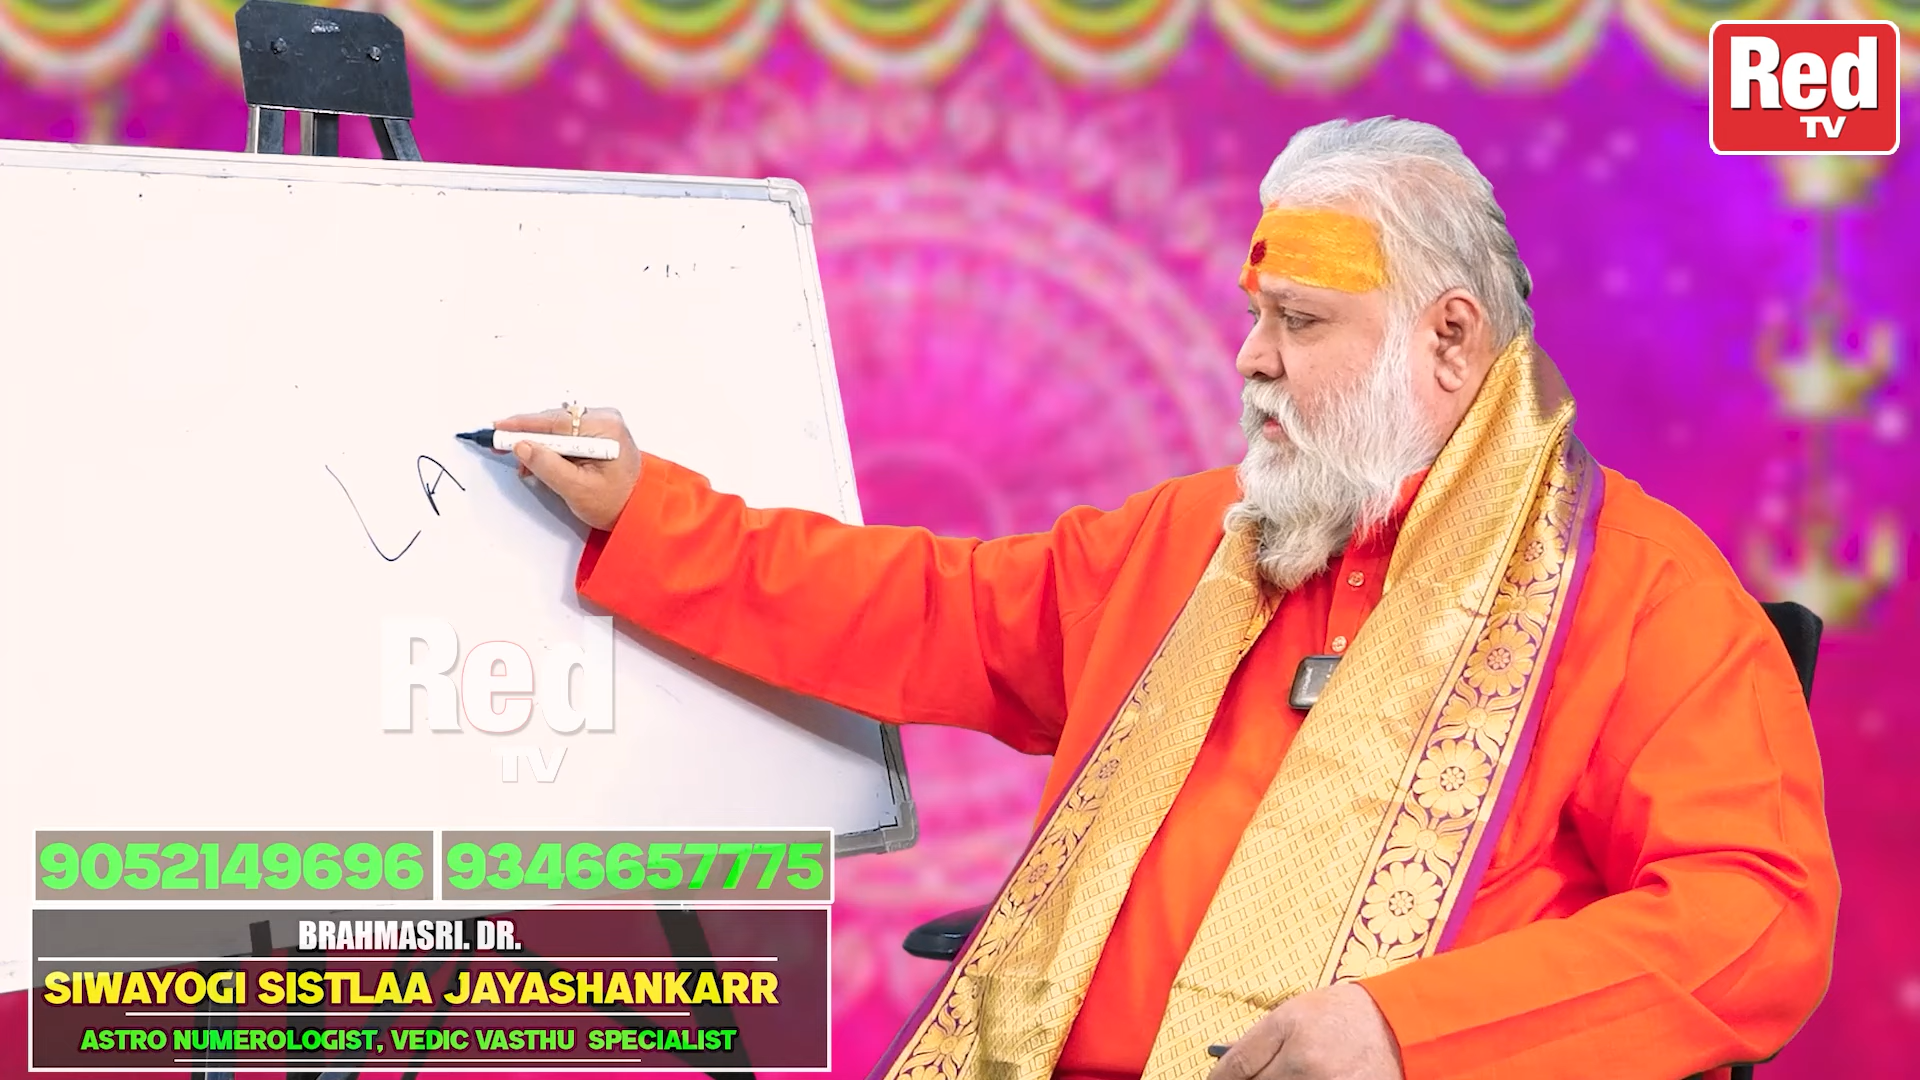 Red
TV
LA
Red
TV
9052149696 9346657775
BRAHMASRI. DR.
SIWAYOGI SISTLAA JAYASHANKARR
ASTRO NUMEROLOGIST, VEDIC VASTHU SPECIALIST